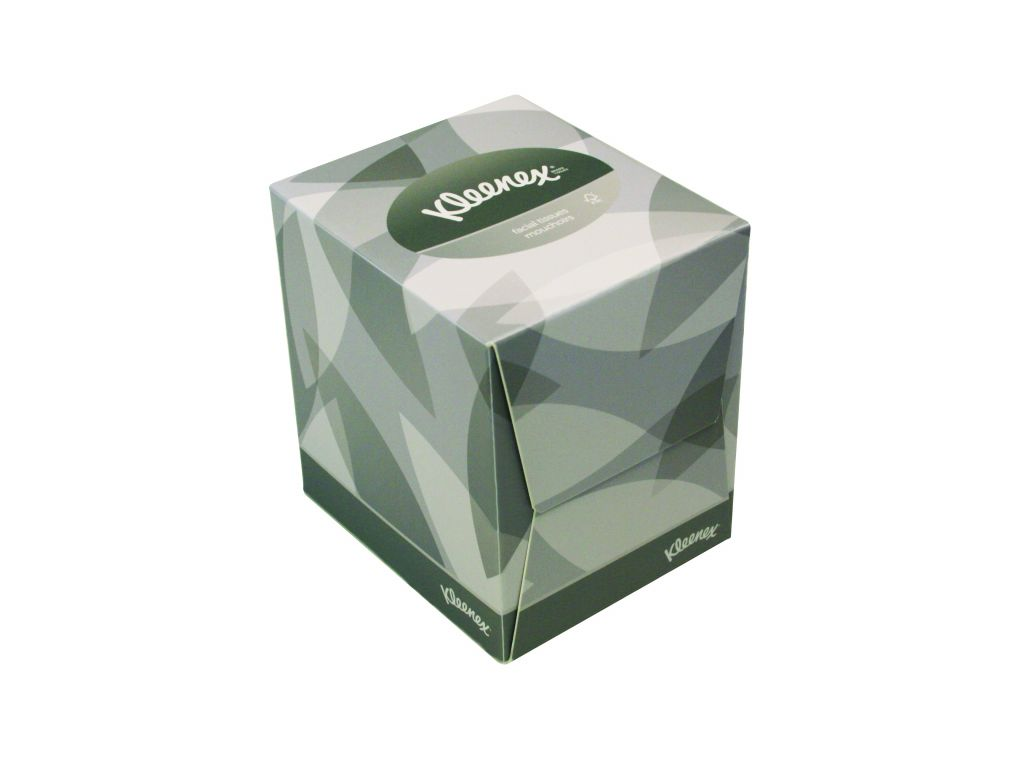 Kleenex®
facial tissues
mouchoirs
Kleenex
Kleenex